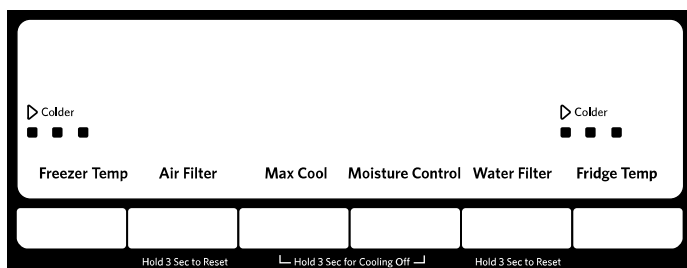 Colder
Colder
Freezer Temp
Air Filter
Max Cool
Moisture Control
Water Filter
Fridge Temp
Hold 3 Sec to Reset
Hold 3 Sec for Cooling Off
Hold 3 Sec to Reset